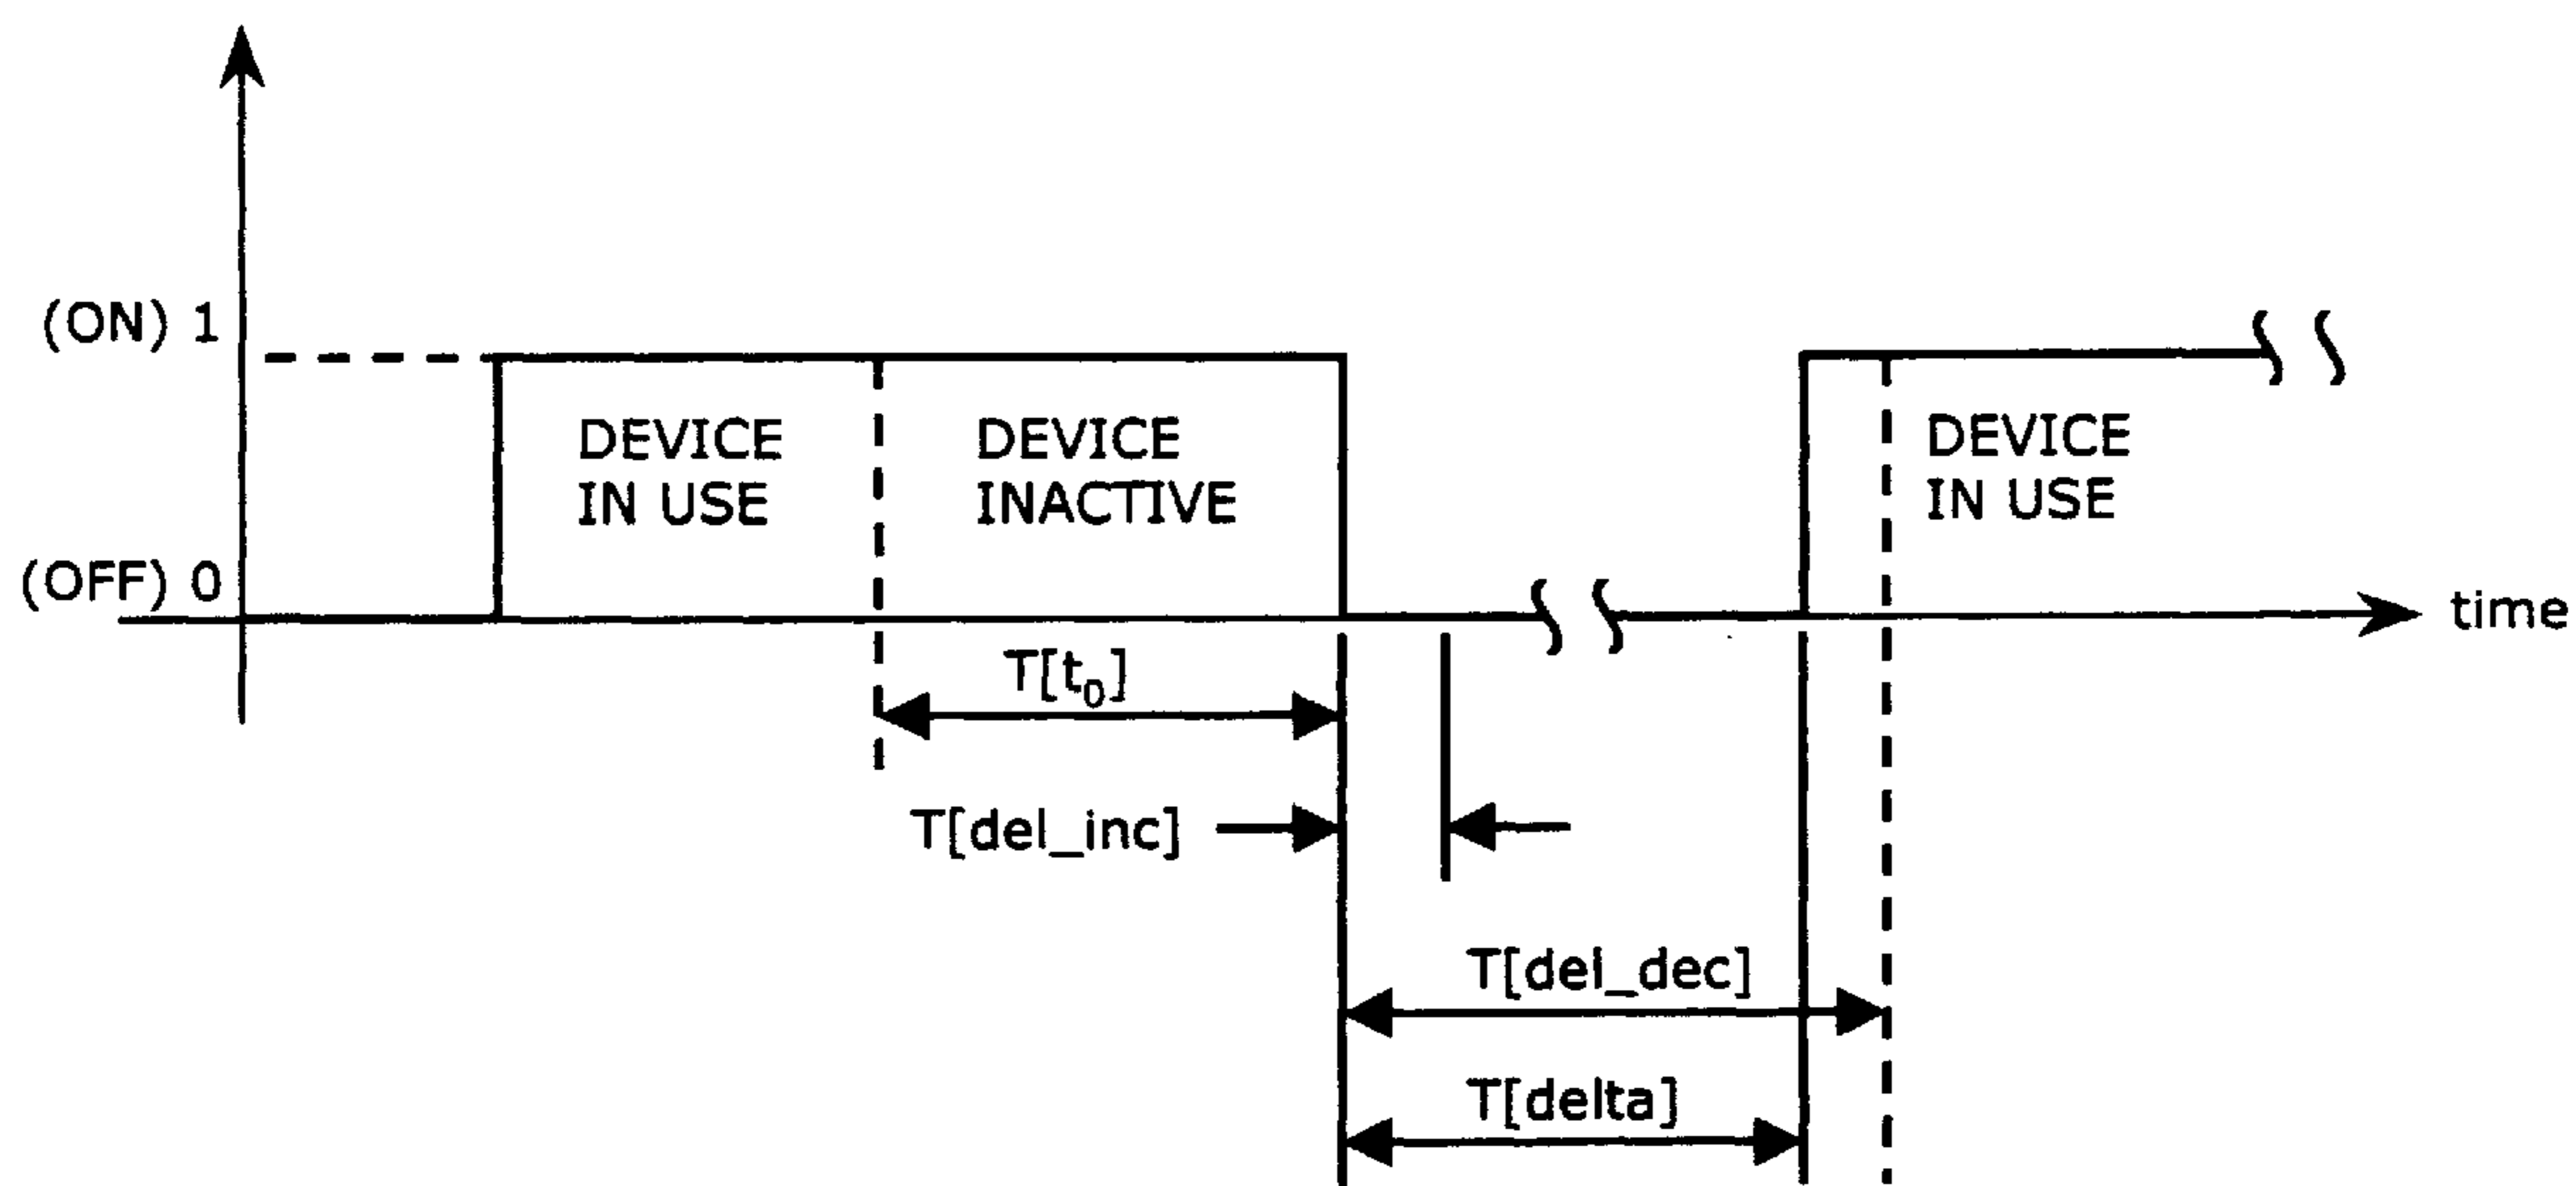 (ON) 1
DEVICE
IN USE
DEVICE
INACTIVE
DEVICE
IN USE
(OFF) 0
time
T[t₀]
T[del_inc]
T[del_dec]
T[delta]